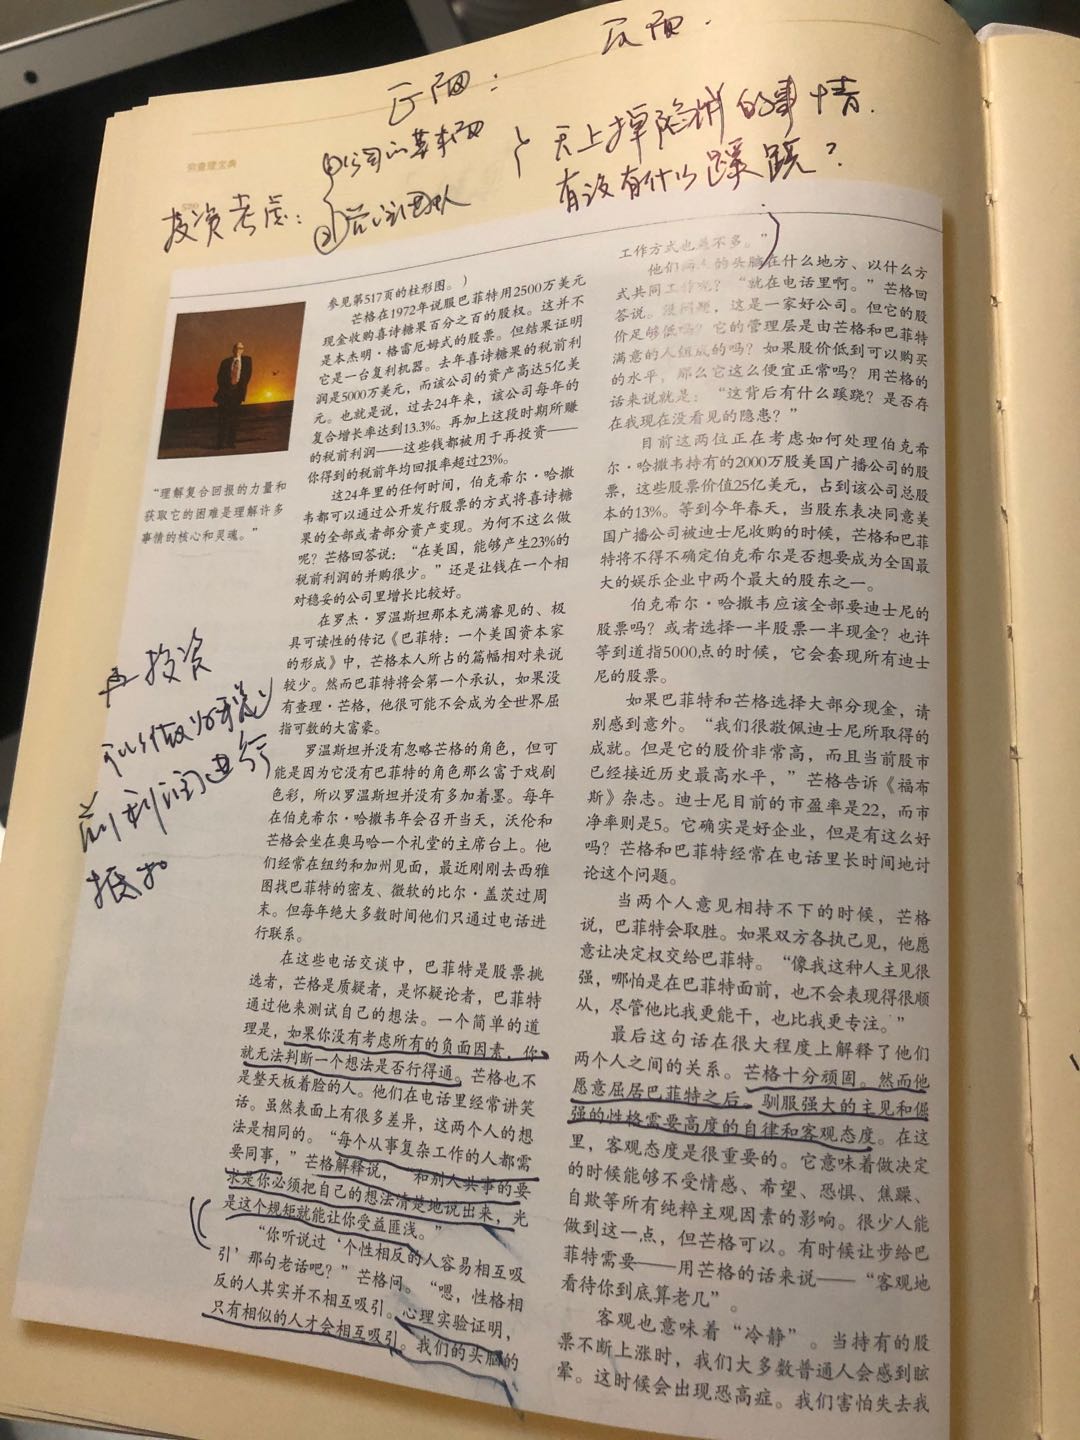 穷查理宝典
投资考虑：
①公司的基本面
②管理团队
天上掉陷饼的事情.
有没有什么蹊跷？
参见第517页的柱形图。）
芒格在1972年说服巴菲特用2500万美元
现金收购喜诗糖果百分之百的股权。这并不
是本杰明·格雷厄姆式的股票。但结果证明
它是一台复利机器。去年喜诗糖果的税前利
润是5000万美元，而该公司的资产高达5亿美
元。也就是说，过去24年来，该公司每年的
复合增长率达到13.3%。再加上这段时期所赚
的税前利润——这些钱都被用于再投资——
你得到的税前年均回报率超过23%。
这24年里的任何时间，伯克希尔·哈撒
韦都可以通过公开发行股票的方式将喜诗糖
果的全部或者部分资产变现。为何不这么做
呢？芒格回答说：“在美国，能够产生23%的
税前利润的并购很少。”还是让钱在一个相
对稳妥的公司里增长比较好。
在罗杰·罗温斯坦那本充满睿见的、极
具可读性的传记《巴菲特：一个美国资本家
的形成》中，芒格本人所占的篇幅相对来说
较少。然而巴菲特将会第一个承认，如果没
有查理·芒格，他很可能不会成为全世界屈
指可数的大富豪。
罗温斯坦并没有忽略芒格的角色，但可
能是因为它没有巴菲特的角色那么富于戏剧
色彩，所以罗温斯坦并没有多加着墨。每年
在伯克希尔·哈撒韦年会召开当天，沃伦和
芒格会坐在奥马哈一个礼堂的主席台上。他
们经常在纽约和加州见面，最近刚刚去西雅
图找巴菲特的密友、微软的比尔·盖茨过周
末。但每年绝大多数时间他们只通过电话进
行联系。
在这些电话交谈中，巴菲特是股票挑
选者，芒格是质疑者，是怀疑论者，巴菲特
通过他来测试自己的想法。一个简单的道
理是，如果你没有考虑所有的负面因素，你
就无法判断一个想法是否行得通。芒格也不
是整天板着脸的人。他们在电话里经常讲笑
话。虽然表面上有很多差异，这两个人的想
法是相同的。“每个从事复杂工作的人都需
要同事，”芒格解释说，“和别人共事的要
求是你必须把自己的想法清楚地说出来，光
是这个规矩就能让你受益匪浅。”
“你听说过‘个性相反的人容易相互吸
引’那句老话吧？”芒格问。“嗯，性格相
反的人其实并不相互吸引。心理实验证明，
只有相似的人才会相互吸引。我们的头脑的
“理解复合回报的力量和
获取它的困难是理解许多
事情的核心和灵魂。”
再投资
可以做为税
前利润进行
抵扣
工作方式也差不多。”
他们两人的头脑在什么地方、以什么方
式共同工作呢？“就在电话里啊。”芒格回
答说。没问题，这是一家好公司。但它的股
价足够低吗？它的管理层是由芒格和巴菲特
满意的人组成的吗？如果股价低到可以购买
的水平，那么它这么便宜正常吗？用芒格的
话来说就是：“这背后有什么蹊跷？是否存
在我现在没看见的隐患？”
目前这两位正在考虑如何处理伯克希
尔·哈撒韦持有的2000万股美国广播公司的股
票，这些股票价值25亿美元，占到该公司总股
本的13%。等到今年春天，当股东表决同意美
国广播公司被迪士尼收购的时候，芒格和巴菲
特将不得不确定伯克希尔是否想要成为全国最
大的娱乐企业中两个最大的股东之一。
伯克希尔·哈撒韦应该全部要迪士尼的
股票吗？或者选择一半股票一半现金？也许
等到道指5000点的时候，它会套现所有迪士
尼的股票。
如果巴菲特和芒格选择大部分现金，请
别感到意外。“我们很敬佩迪士尼所取得的
成就。但是它的股价非常高，而且当前股市
已经接近历史最高水平，”芒格告诉《福布
斯》杂志。迪士尼目前的市盈率是22，而市
净率则是5。它确实是好企业，但是有这么好
吗？芒格和巴菲特经常在电话里长时间地讨
论这个问题。
当两个人意见相持不下的时候，芒格
说，巴菲特会取胜。如果双方各执己见，他愿
意让决定权交给巴菲特。“像我这种人主见很
强，哪怕是在巴菲特面前，也不会表现得很顺
从，尽管他比我更能干，也比我更专注。”
最后这句话在很大程度上解释了他们
两个人之间的关系。芒格十分顽固。然而他
愿意屈居巴菲特之后。驯服强大的主见和倔
强的性格需要高度的自律和客观态度。在这
里，客观态度是很重要的。它意味着做决定
的时候能够不受情感、希望、恐惧、焦躁、
自欺等所有纯粹主观因素的影响。很少人能
做到这一点，但芒格可以。有时候让步给巴
菲特需要——用芒格的话来说——“客观地
看待你到底算老几”。
客观也意味着“冷静”。当持有的股
票不断上涨时，我们大多数普通人会感到眩
晕。这时候会出现恐高症。我们害怕失去我